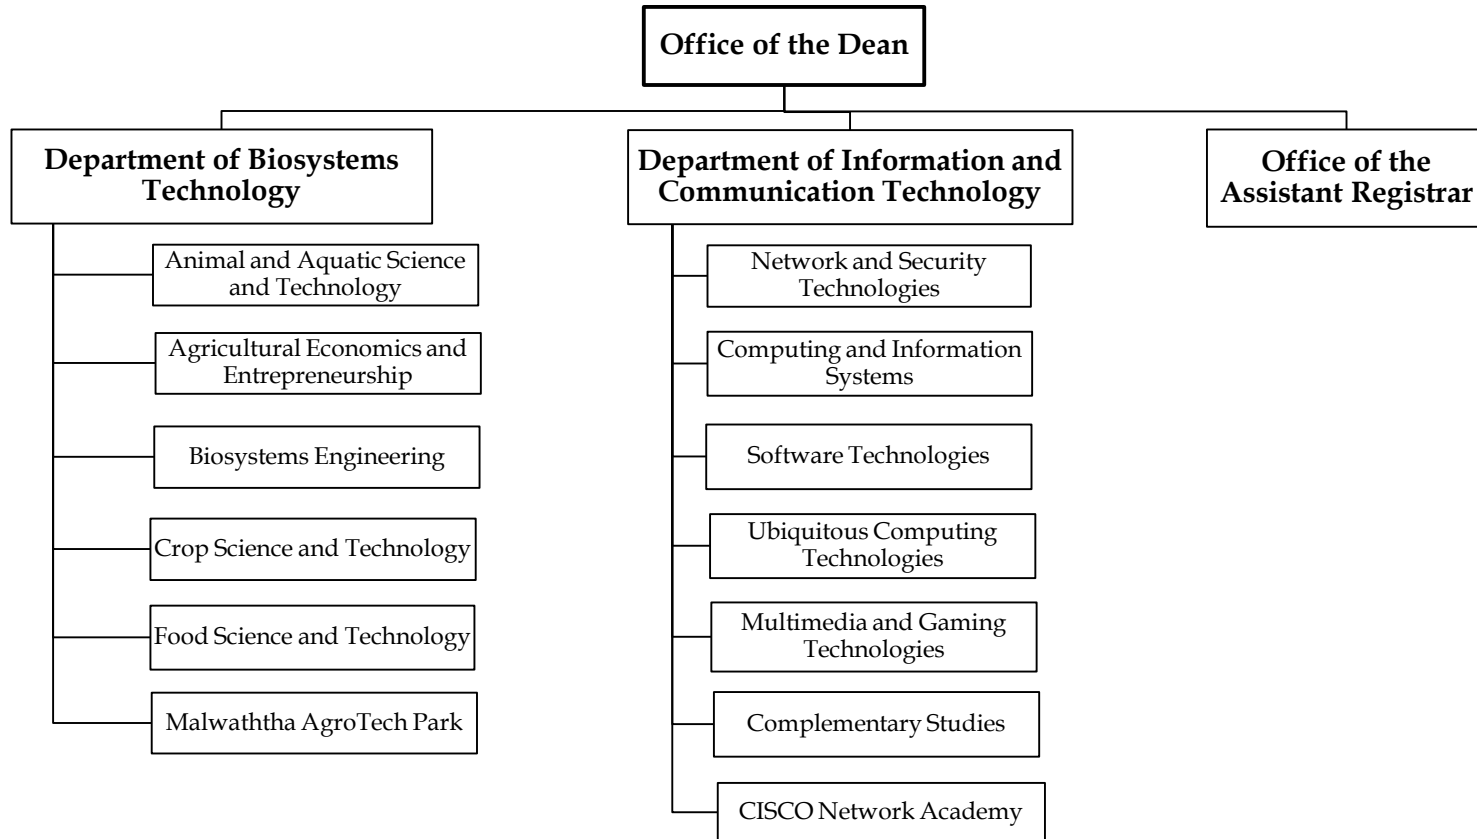 Office of the Dean
Department of Biosystems
Technology
Department of Information and
Communication Technology
Office of the
Assistant Registrar
Animal and Aquatic Science
and Technology
Agricultural Economics and
Entrepreneurship
Biosystems Engineering
Crop Science and Technology
Food Science and Technology
Malwaththa AgroTech Park
Network and Security
Technologies
Computing and Information
Systems
Software Technologies
Ubiquitous Computing
Technologies
Multimedia and Gaming
Technologies
Complementary Studies
CISCO Network Academy